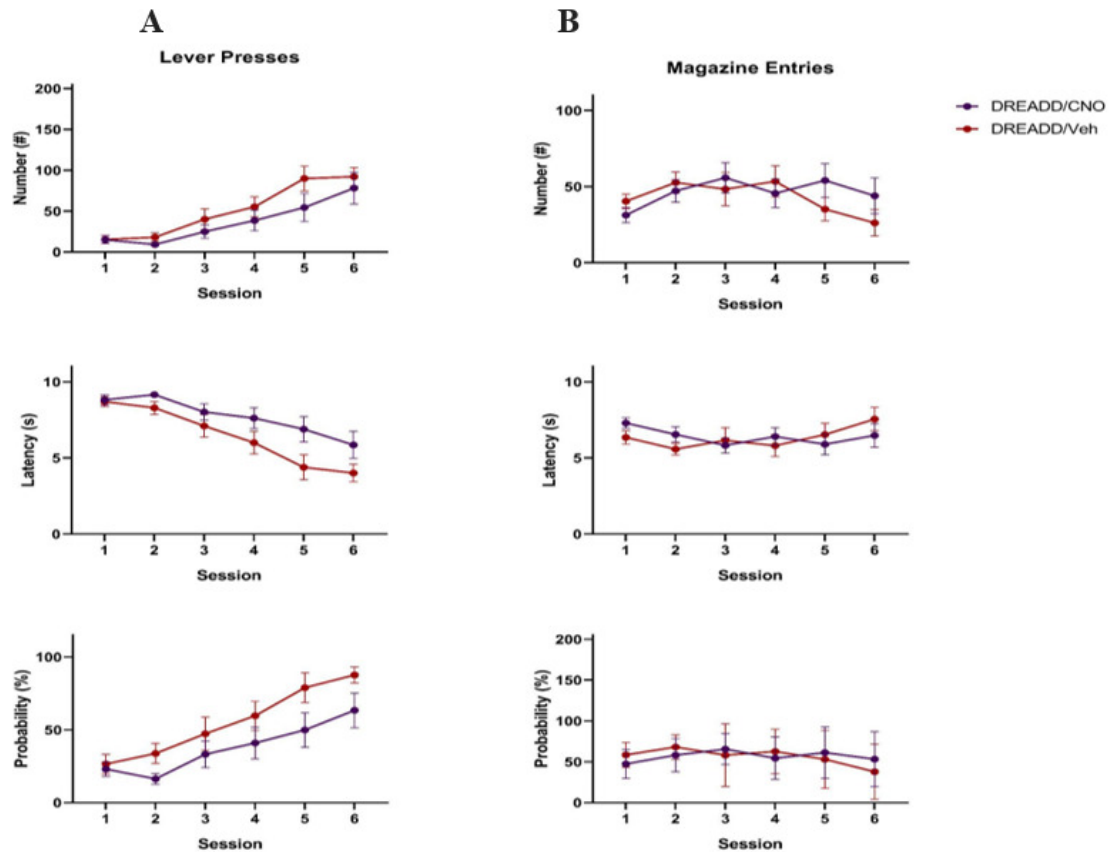 A
B
Lever Presses
200
150
100
50
0
Number (#)
1 2 3 4 5 6
Session
Magazine Entries
100
50
0
Number (#)
1 2 3 4 5 6
Session
DREADD/CNO
DREADD/Veh
10
5
0
Latency (s)
1 2 3 4 5 6
Session
10
5
0
Latency (s)
1 2 3 4 5 6
Session
100
50
0
Probability (%)
1 2 3 4 5 6
Session
200
150
100
50
0
Probability (%)
1 2 3 4 5 6
Session